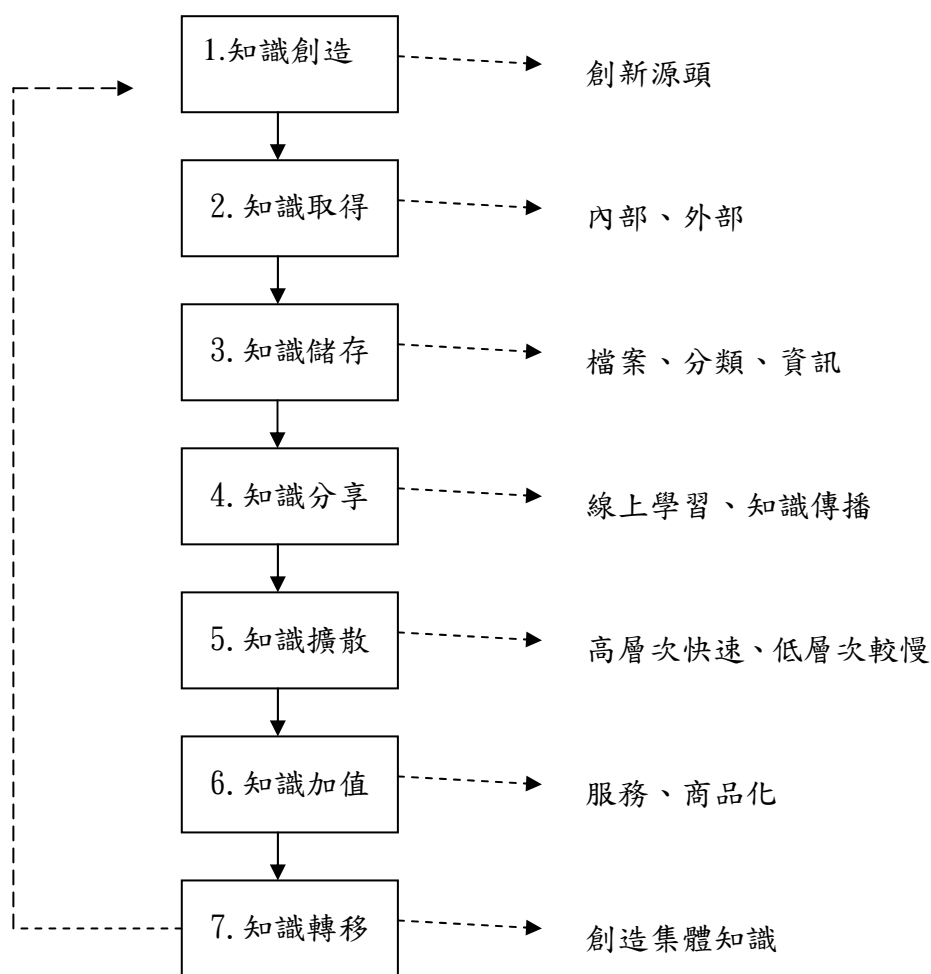 1.知識創造
創新源頭
2.知識取得
內部、外部
3.知識儲存
檔案、分類、資訊
4.知識分享
線上學習、知識傳播
5.知識擴散
高層次快速、低層次較慢
6.知識加值
服務、商品化
7.知識轉移
創造集體知識